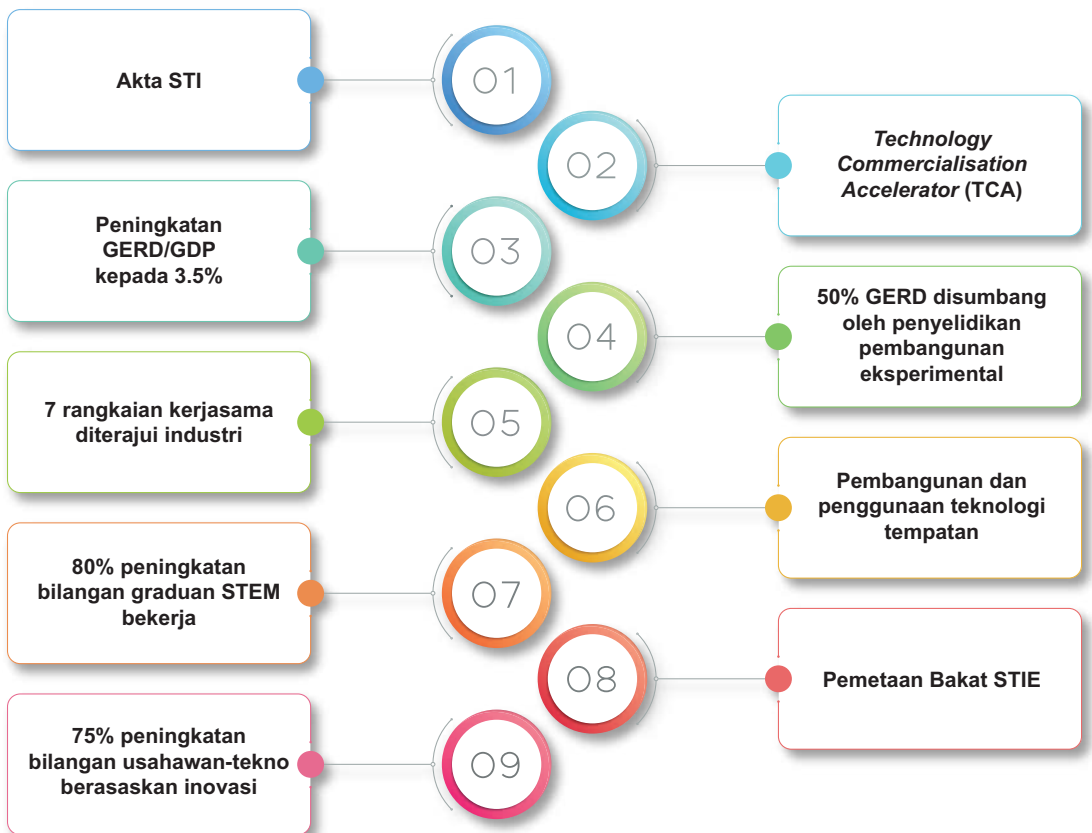 Akta STI
01
02
Technology
Commercialisation
Accelerator (TCA)
Peningkatan
GERD/GDP
kepada 3.5%
03
04
50% GERD disumbang
oleh penyelidikan
pembangunan
eksperimental
7 rangkaian kerjasama
diterajui industri
05
06
Pembangunan dan
penggunaan teknologi
tempatan
80% peningkatan
bilangan graduan STEM
bekerja
07
08
Pemetaan Bakat STIE
75% peningkatan
bilangan usahawan-tekno
berasaskan inovasi
09